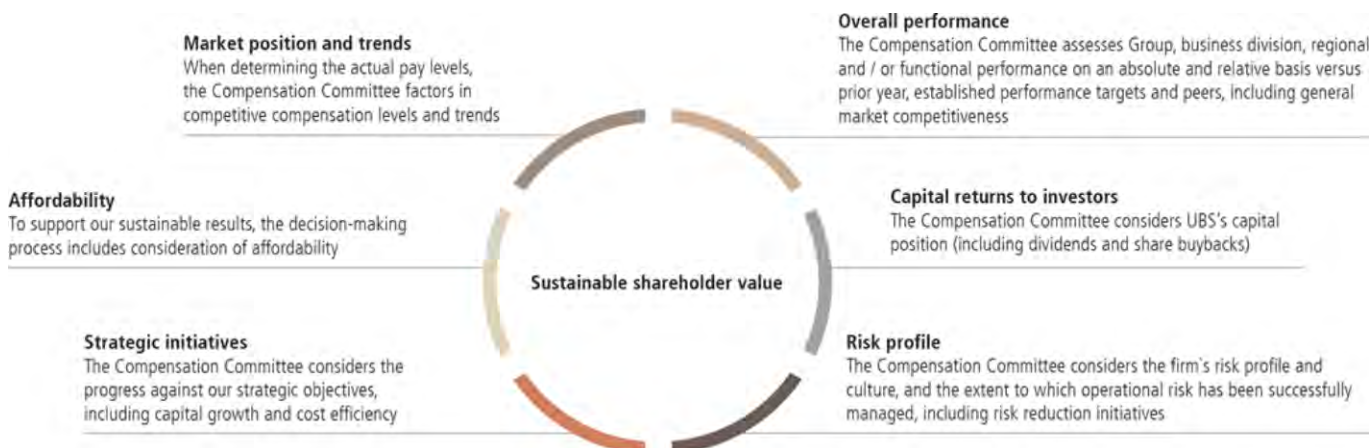 Market position and trends
When determining the actual pay levels,
the Compensation Committee factors in
competitive compensation levels and trends
Overall performance
The Compensation Committee assesses Group, business division, regional
and / or functional performance on an absolute and relative basis versus
prior year, established performance targets and peers, including general
market competitiveness
Affordability
To support our sustainable results, the decision-making
process includes consideration of affordability
Capital returns to investors
The Compensation Committee considers UBS's capital
position (including dividends and share buybacks)
Sustainable shareholder value
Strategic initiatives
The Compensation Committee considers the
progress against our strategic objectives,
including capital growth and cost efficiency
Risk profile
The Compensation Committee considers the firm's risk profile and
culture, and the extent to which operational risk has been successfully
managed, including risk reduction initiatives